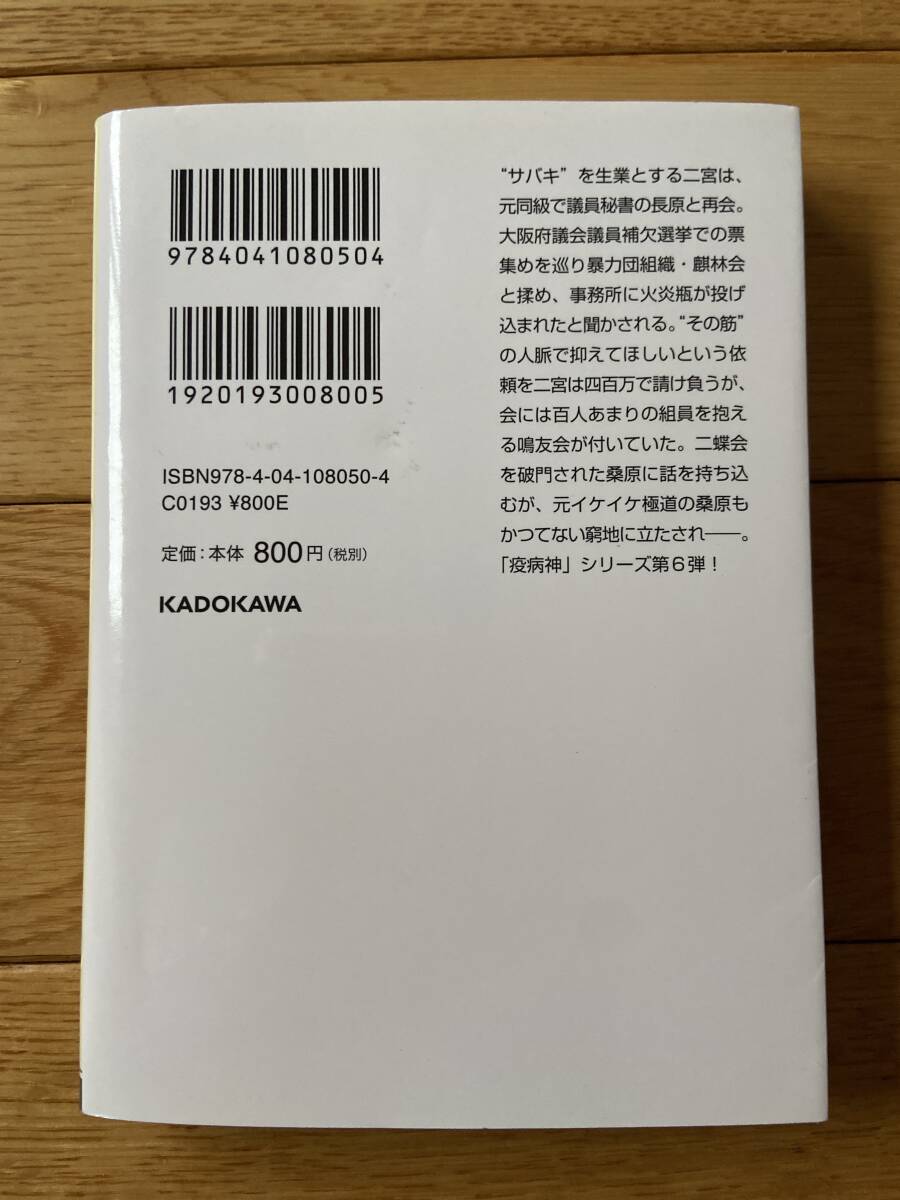 9784041080504
1920193008005
ISBN978-4-04-108050-4
C0193 ¥800E
定価：本体 800円（税別）
KADOKAWA
“サバキ”を生業とする二宮は、
元同級で議員秘書の長原と再会。
大阪府議会議員補欠選挙での票
集めを巡り暴力団組織・麒林会
と揉め、事務所に火炎瓶が投げ
込まれたと聞かされる。“その筋”
の人脈で抑えてほしいという依
頼を二宮は四百万で請け負うが、
会には百人あまりの組員を抱え
る鳴友会が付いていた。二蝶会
を破門された桑原に話を持ち込
むが、元イケイケ極道の桑原も
かつてない窮地に立たされ――。
「疫病神」シリーズ第６弾！